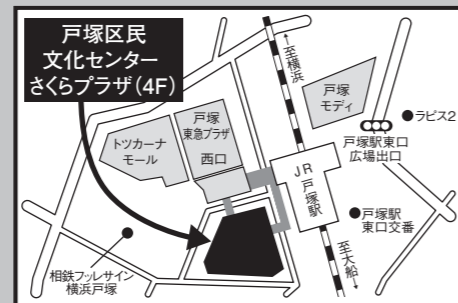 戸塚区民
文化センター
さくらプラザ(4F)
←至横浜
戸塚
モディ
●ラピス2
戸塚
東急プラザ
西口
トツカーナ
モール
戸塚駅東口
広場出口
JR戸塚駅
●戸塚駅
東口交番
至大船→
相鉄フレッサイン
横浜戸塚